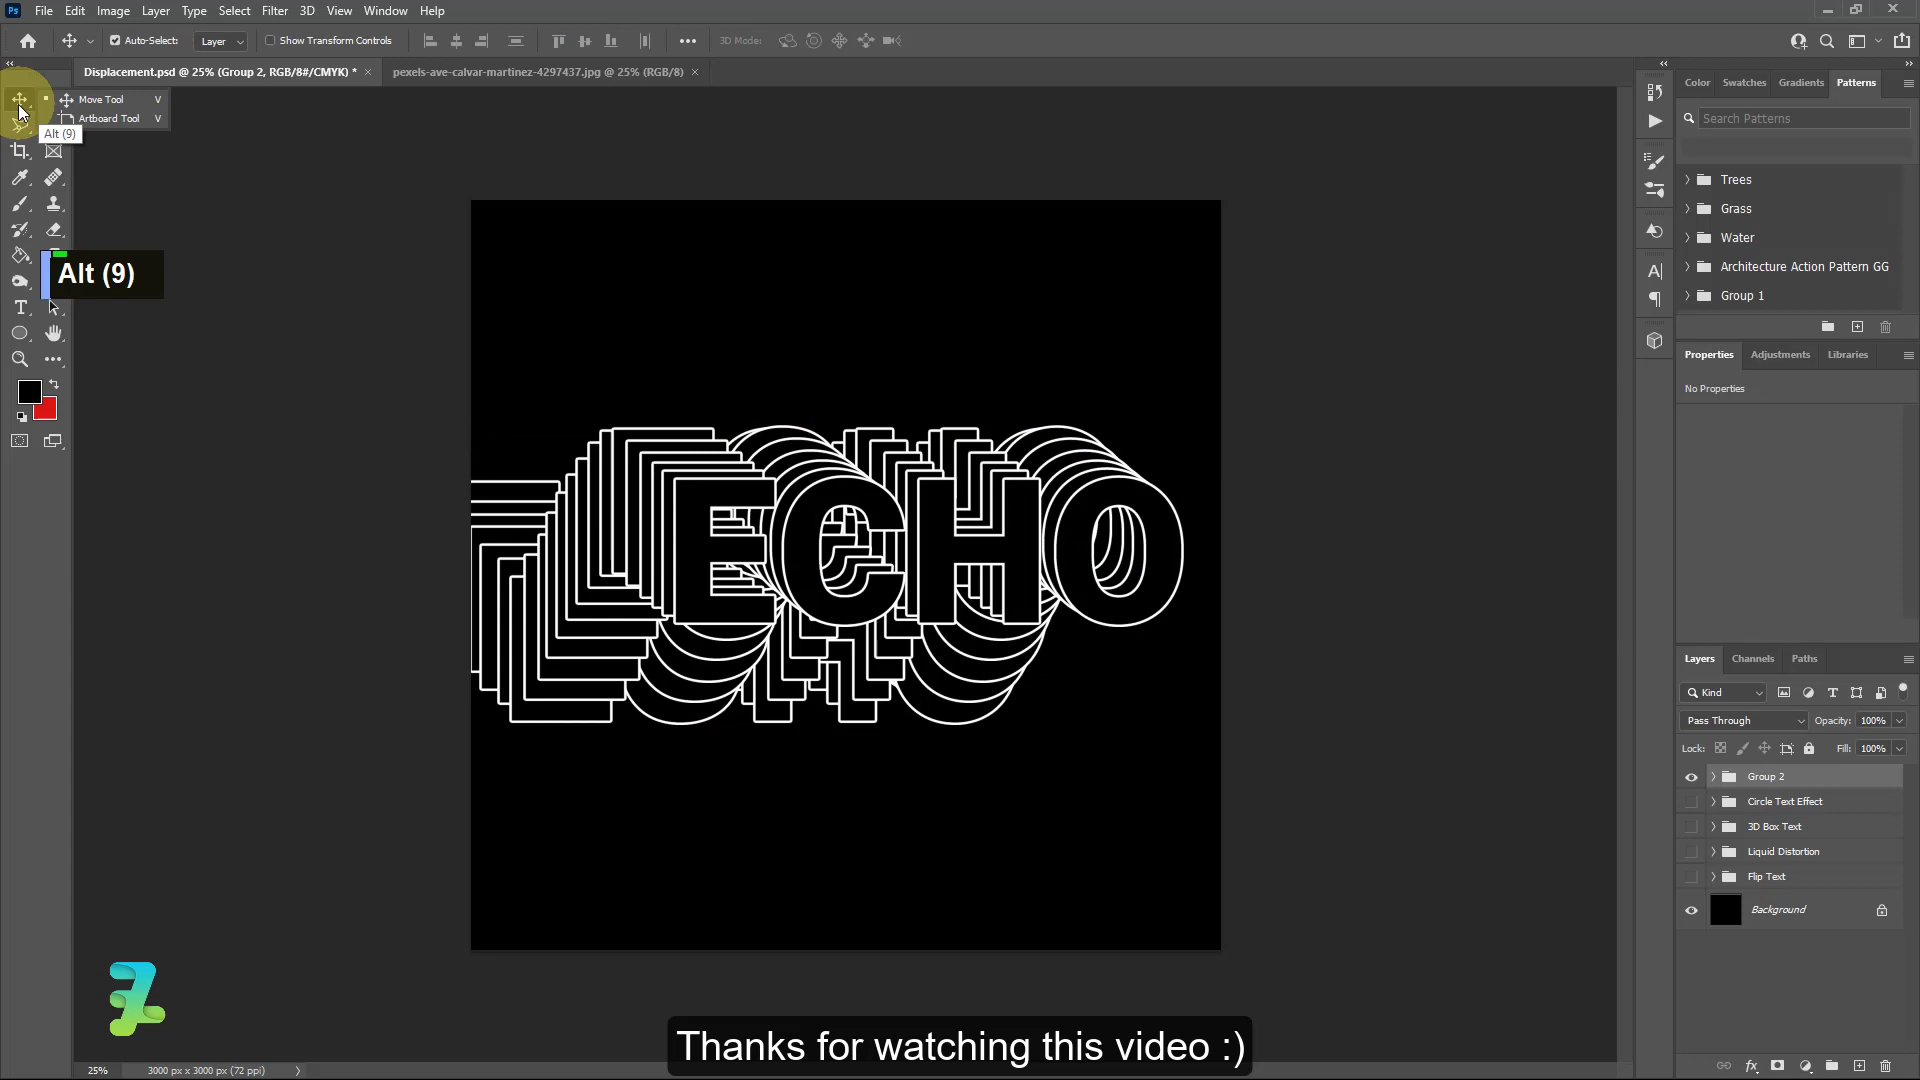 Ps File Edit Image Layer Type Select Filter 3D View Window Help
Auto-Select: Layer Show Transform Controls 3D Mode:
Displacement.psd @ 25% (Group 2, RGB/8#/CMYK) * pexels-ave-calvar-martinez-4297437.jpg @ 25% (RGB/8)
Move Tool V
Artboard Tool V
Alt (9)
Alt (9)
ECHO
Color Swatches Gradients Patterns
Search Patterns
Trees
Grass
Water
Architecture Action Pattern GG
Group 1
Properties Adjustments Libraries
No Properties
Layers Channels Paths
Kind
Pass Through Opacity: 100%
Lock: Fill: 100%
Group 2
Circle Text Effect
3D Box Text
Liquid Distortion
Flip Text
Background
Thanks for watching this video :)
25% 3000 px x 3000 px (72 ppi)